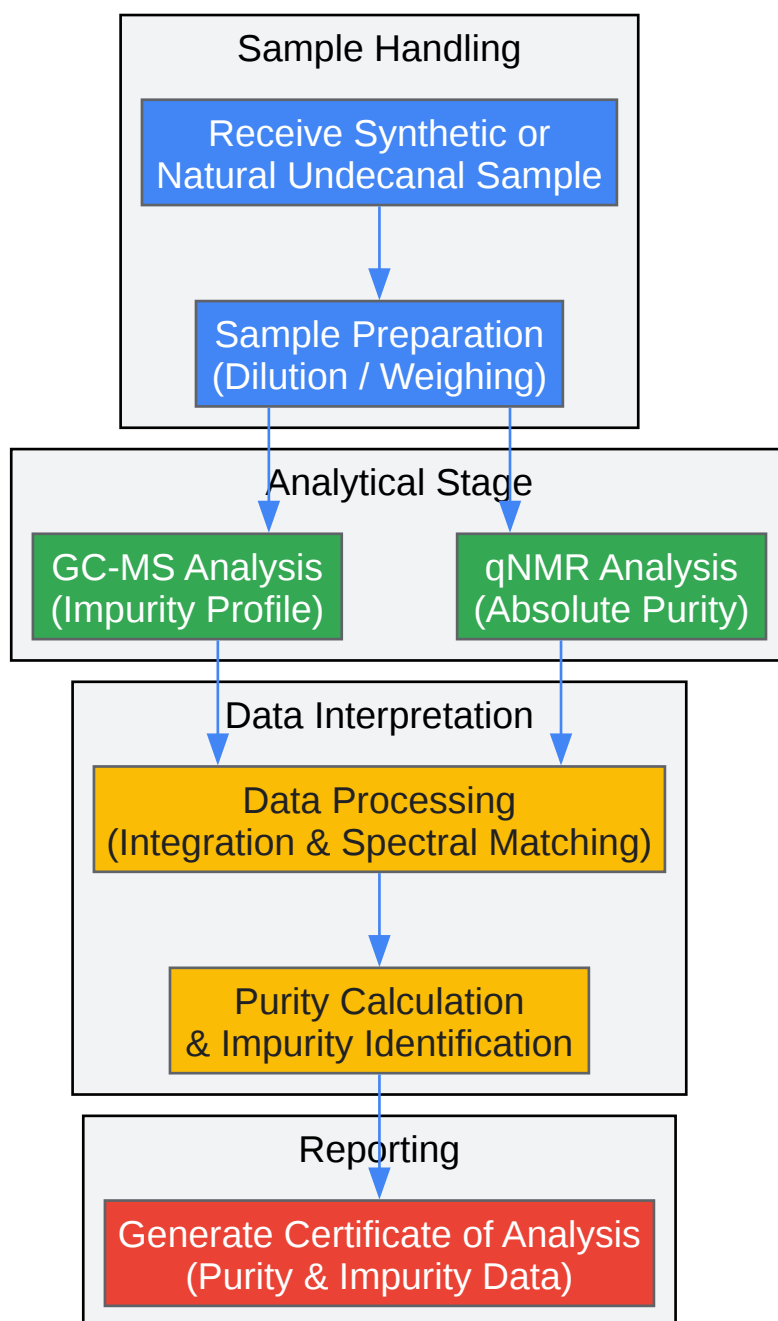 Sample Handling
Receive Synthetic or
Natural Undecanal Sample
Sample Preparation
(Dilution / Weighing)
Analytical Stage
GC-MS Analysis
(Impurity Profile)
qNMR Analysis
(Absolute Purity)
Data Interpretation
Data Processing
(Integration & Spectral Matching)
Purity Calculation
& Impurity Identification
Reporting
Generate Certificate of Analysis
(Purity & Impurity Data)